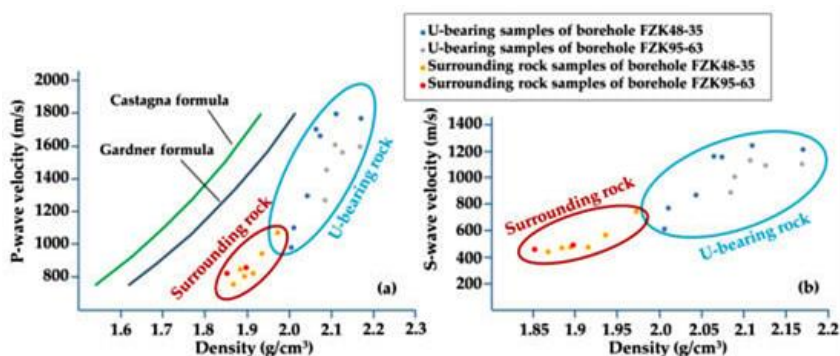 U-bearing samples of borehole FZK48-35
U-bearing samples of borehole FZK95-63
Surrounding rock samples of borehole FZK48-35
Surrounding rock samples of borehole FZK95-63
P-wave velocity (m/s)
2000
1800
1600
1400
1200
1000
800
Castagna formula
Gardner formula
Surrounding rock
U-bearing rock
(a)
1.6
1.7
1.8
1.9
2.0
2.1
2.2
2.3
Density (g/cm³)
S-wave velocity (m/s)
1400
1200
1000
800
600
400
200
Surrounding rock
U-bearing rock
(b)
1.85
1.9
1.95
2.0
2.05
2.1
2.15
2.2
Density (g/cm³)